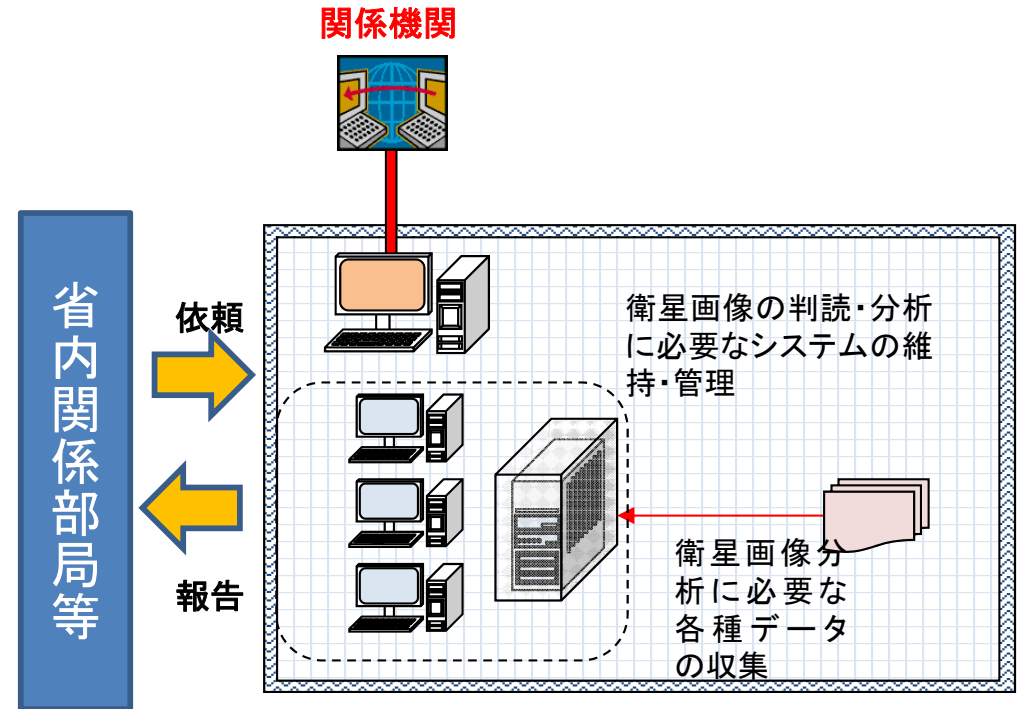 関係機関
省内関係部局等
依頼
報告
衛星画像の判読・分析
に必要なシステムの維
持・管理
衛星画像分
析に必要な
各種データ
の収集